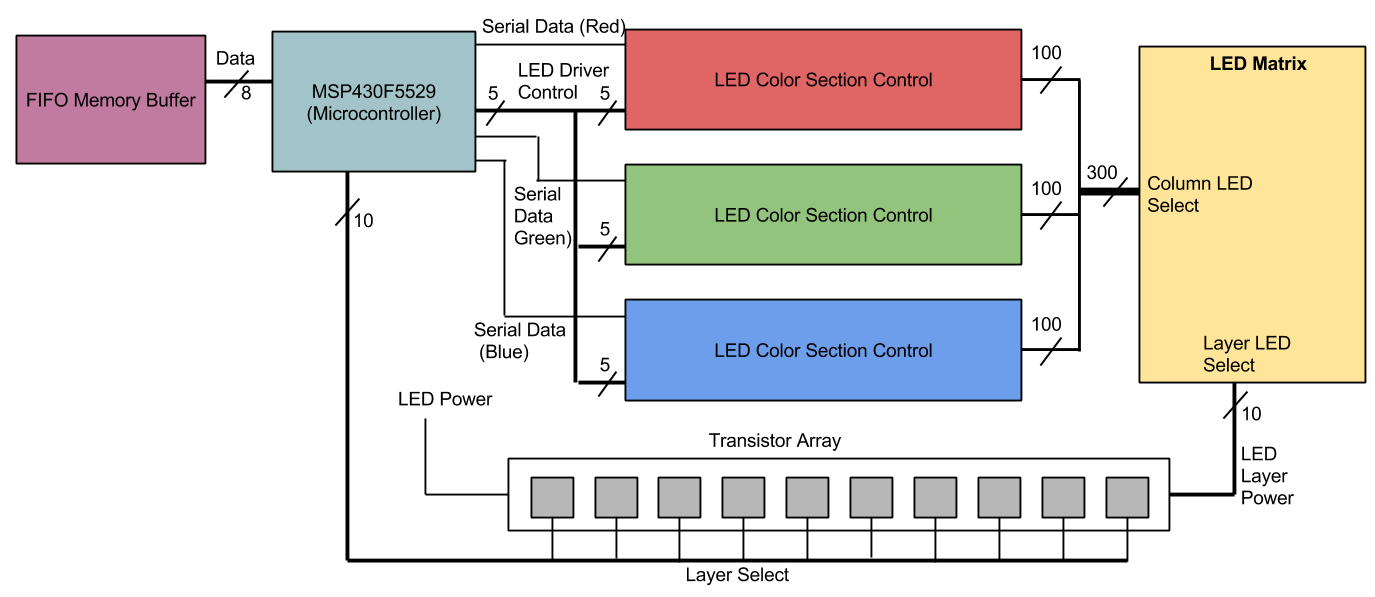 Serial Data (Red)
Data
8
FIFO Memory Buffer
MSP430F5529
(Microcontroller)
LED Driver
Control
5
5
LED Color Section Control
100
LED Matrix
Serial
Data
Green)
5
LED Color Section Control
100
300
Column LED
Select
10
Serial Data
(Blue)
5
LED Color Section Control
100
Layer LED
Select
10
LED Power
Transistor Array
LED
Layer
Power
Layer Select